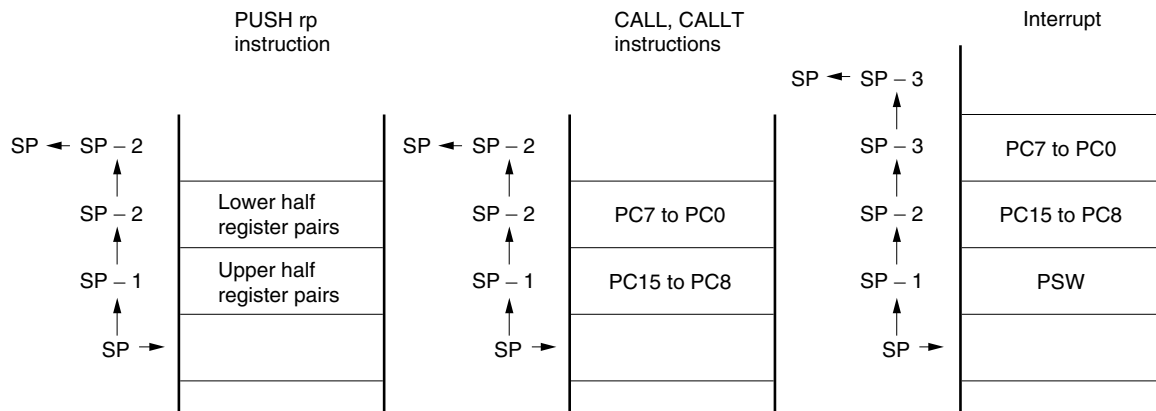 PUSH rp
instruction
SP SP – 2
SP – 2
Lower half
register pairs
SP – 1
Upper half
register pairs
SP
CALL, CALLT
instructions
SP SP – 2
SP – 2
PC7 to PC0
SP – 1
PC15 to PC8
SP
Interrupt
SP SP – 3
SP – 3
PC7 to PC0
SP – 2
PC15 to PC8
SP – 1
PSW
SP